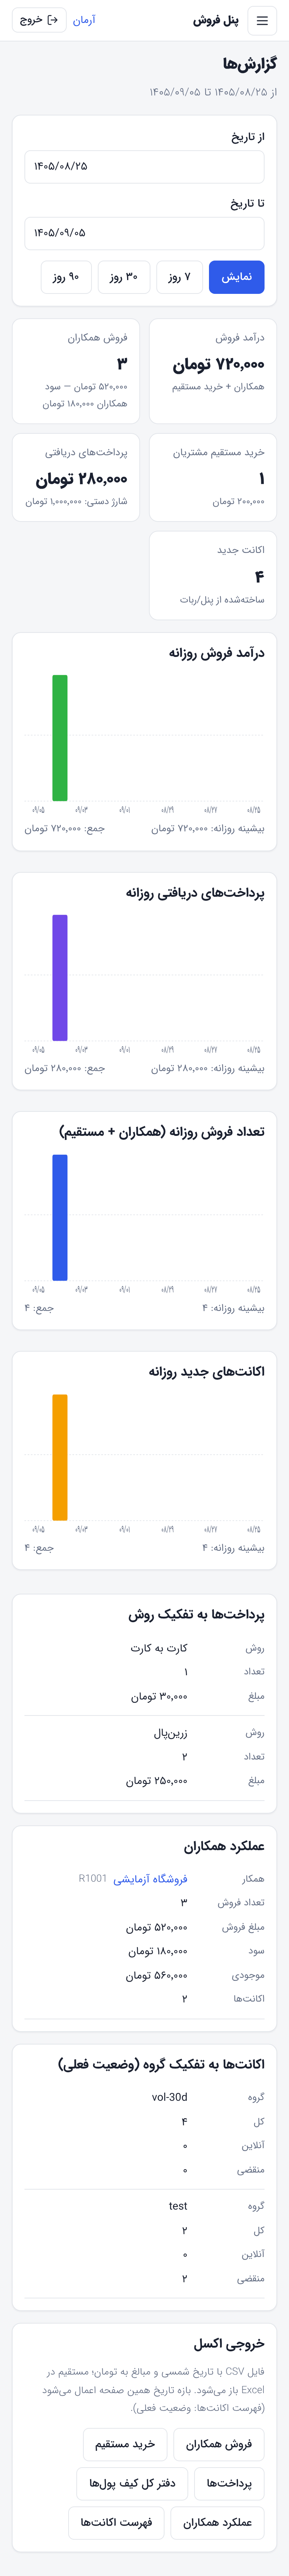 پنل فروش
آرمان
خروج
گزارش‌ها
از ۱۴۰۵/۰۸/۲۵ تا ۱۴۰۵/۰۹/۰۵
از تاریخ
۱۴۰۵/۰۸/۲۵
تا تاریخ
۱۴۰۵/۰۹/۰۵
نمایش
۷ روز
۳۰ روز
۹۰ روز
درآمد فروش
۷۲۰,۰۰۰ تومان
همکاران + خرید مستقیم
فروش همکاران
۳
۵۲۰,۰۰۰ تومان — سود
همکاران ۱۸۰,۰۰۰ تومان
خرید مستقیم مشتریان
۱
۲۰۰,۰۰۰ تومان
پرداخت‌های دریافتی
۲۸۰,۰۰۰ تومان
شارژ دستی: ۱,۰۰۰,۰۰۰ تومان
اکانت جدید
۴
ساخته‌شده از پنل/ربات
درآمد فروش روزانه
۰۸/۲۵ ۰۸/۲۷ ۰۸/۲۹ ۰۹/۰۱ ۰۹/۰۳ ۰۹/۰۵
بیشینه روزانه: ۷۲۰,۰۰۰ تومان
جمع: ۷۲۰,۰۰۰ تومان
پرداخت‌های دریافتی روزانه
۰۸/۲۵ ۰۸/۲۷ ۰۸/۲۹ ۰۹/۰۱ ۰۹/۰۳ ۰۹/۰۵
بیشینه روزانه: ۲۸۰,۰۰۰ تومان
جمع: ۲۸۰,۰۰۰ تومان
تعداد فروش روزانه (همکاران + مستقیم)
۰۸/۲۵ ۰۸/۲۷ ۰۸/۲۹ ۰۹/۰۱ ۰۹/۰۳ ۰۹/۰۵
بیشینه روزانه: ۴
جمع: ۴
اکانت‌های جدید روزانه
۰۸/۲۵ ۰۸/۲۷ ۰۸/۲۹ ۰۹/۰۱ ۰۹/۰۳ ۰۹/۰۵
بیشینه روزانه: ۴
جمع: ۴
پرداخت‌ها به تفکیک روش
روش کارت به کارت
تعداد ۱
مبلغ ۳۰,۰۰۰ تومان
روش زرین‌پال
تعداد ۲
مبلغ ۲۵۰,۰۰۰ تومان
عملکرد همکاران
همکار فروشگاه آزمایشی R1001
تعداد فروش ۳
مبلغ فروش ۵۲۰,۰۰۰ تومان
سود ۱۸۰,۰۰۰ تومان
موجودی ۵۶۰,۰۰۰ تومان
اکانت‌ها ۲
اکانت‌ها به تفکیک گروه (وضعیت فعلی)
گروه vol-30d
کل ۴
آنلاین ۰
منقضی ۰
گروه test
کل ۲
آنلاین ۰
منقضی ۲
خروجی اکسل
فایل CSV با تاریخ شمسی و مبالغ به تومان؛ مستقیم در
Excel باز می‌شود. بازه تاریخ همین صفحه اعمال می‌شود
(فهرست اکانت‌ها: وضعیت فعلی).
فروش همکاران
خرید مستقیم
پرداخت‌ها
دفتر کل کیف پول‌ها
عملکرد همکاران
فهرست اکانت‌ها